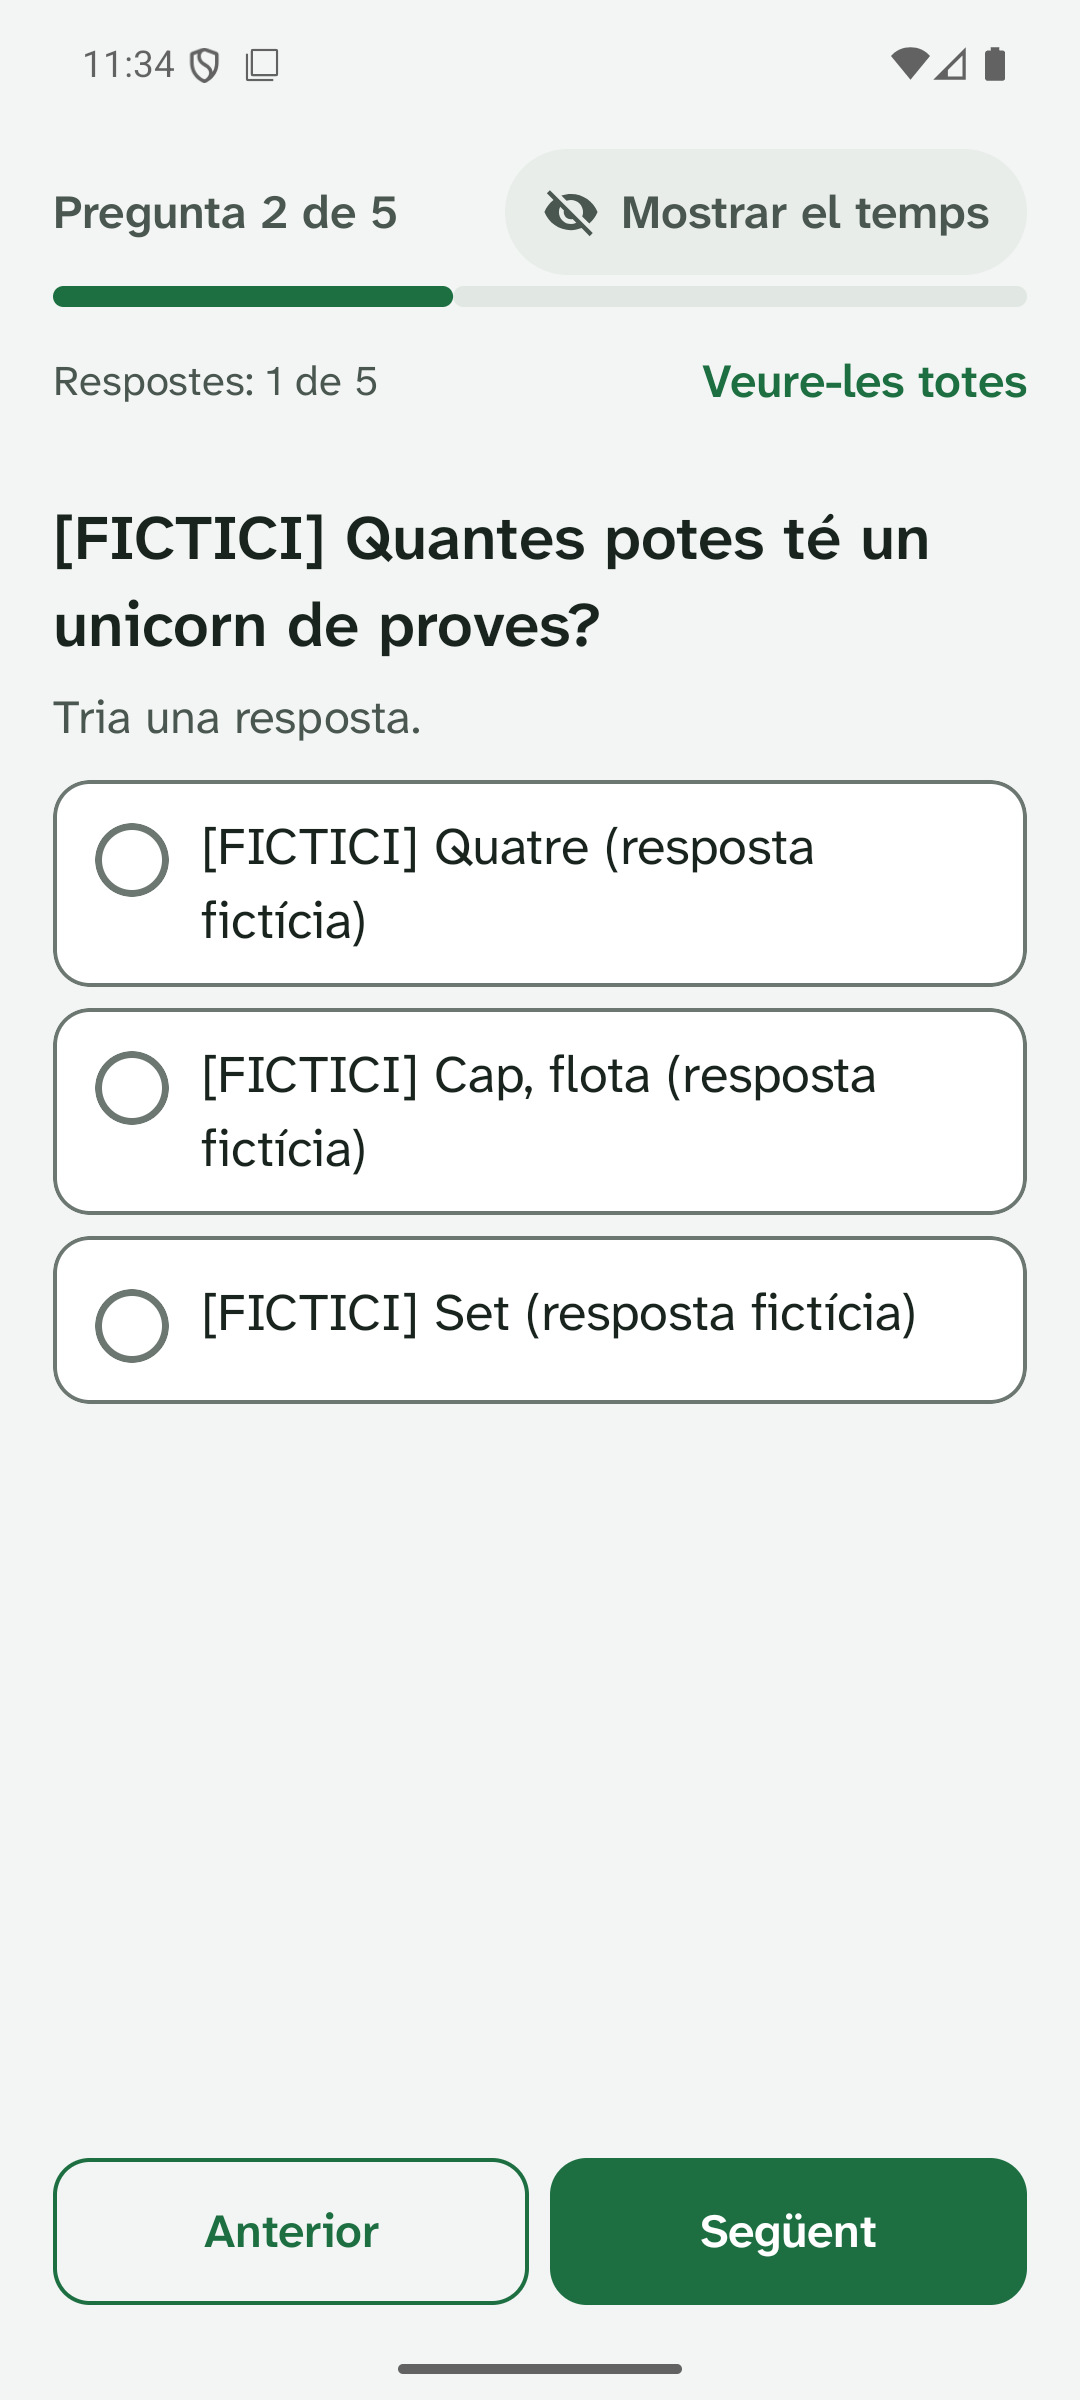 11:34
Pregunta 2 de 5
Mostrar el temps
Respostes: 1 de 5
Veure-les totes
[FICTICI] Quantes potes té un
unicorn de proves?
Tria una resposta.
[FICTICI] Quatre (resposta
fictícia)
[FICTICI] Cap, flota (resposta
fictícia)
[FICTICI] Set (resposta fictícia)
Anterior
Següent